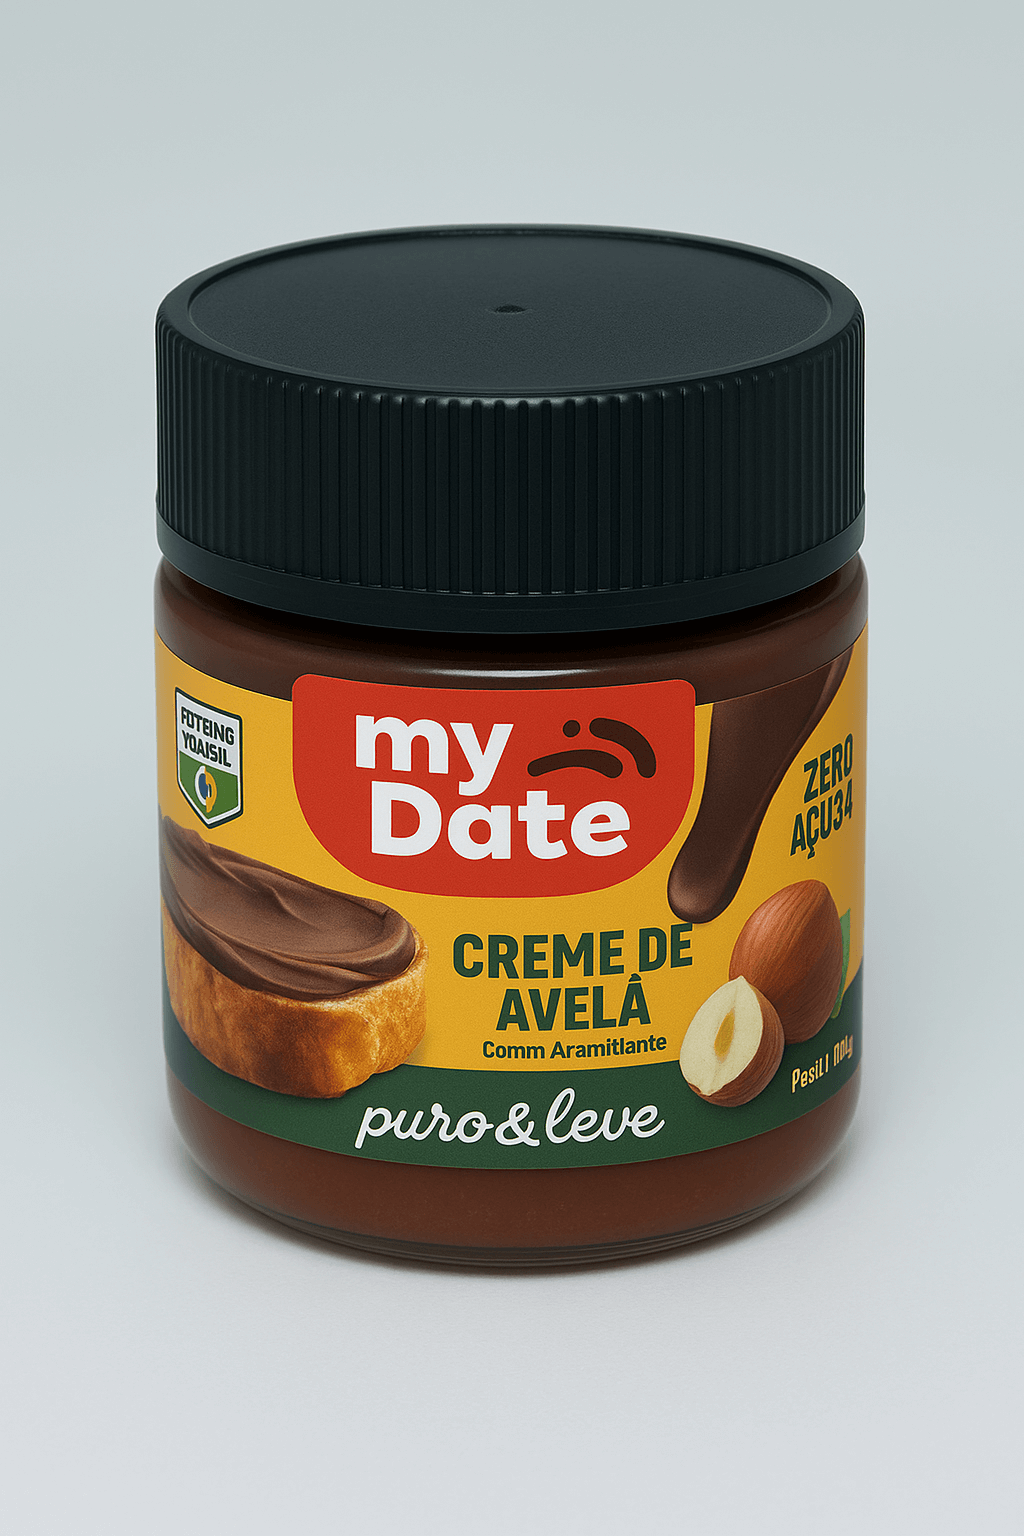 FOTEING
YOAISIL
my
Date
ZERO
AÇU34
CREME DE
AVELÂ
Comm Aramitlante
puro&leve